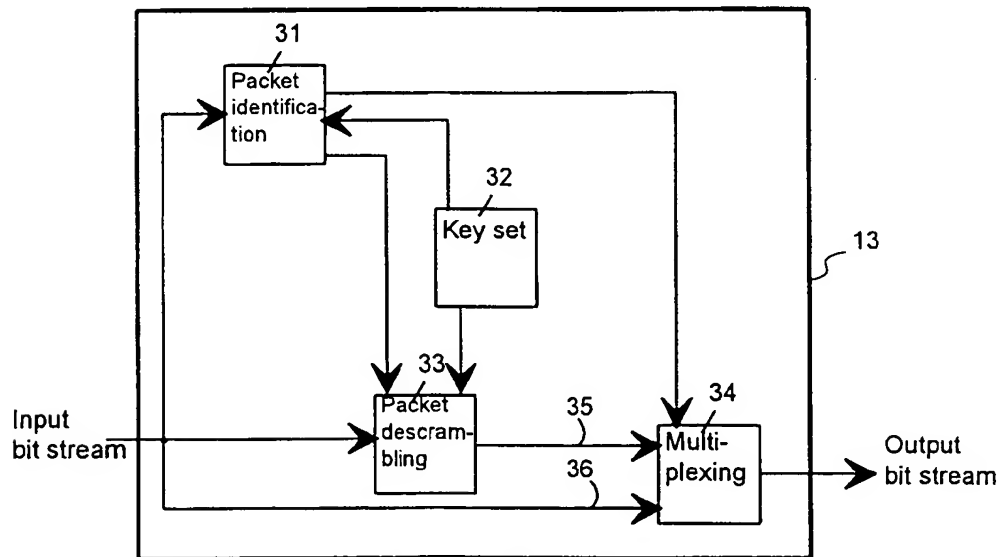 31
Packet
identifica-
tion
32
Key set
13
33
Packet
descram-
bling
35
34
Multi-
plexing
36
Input
bit stream
Output
bit stream